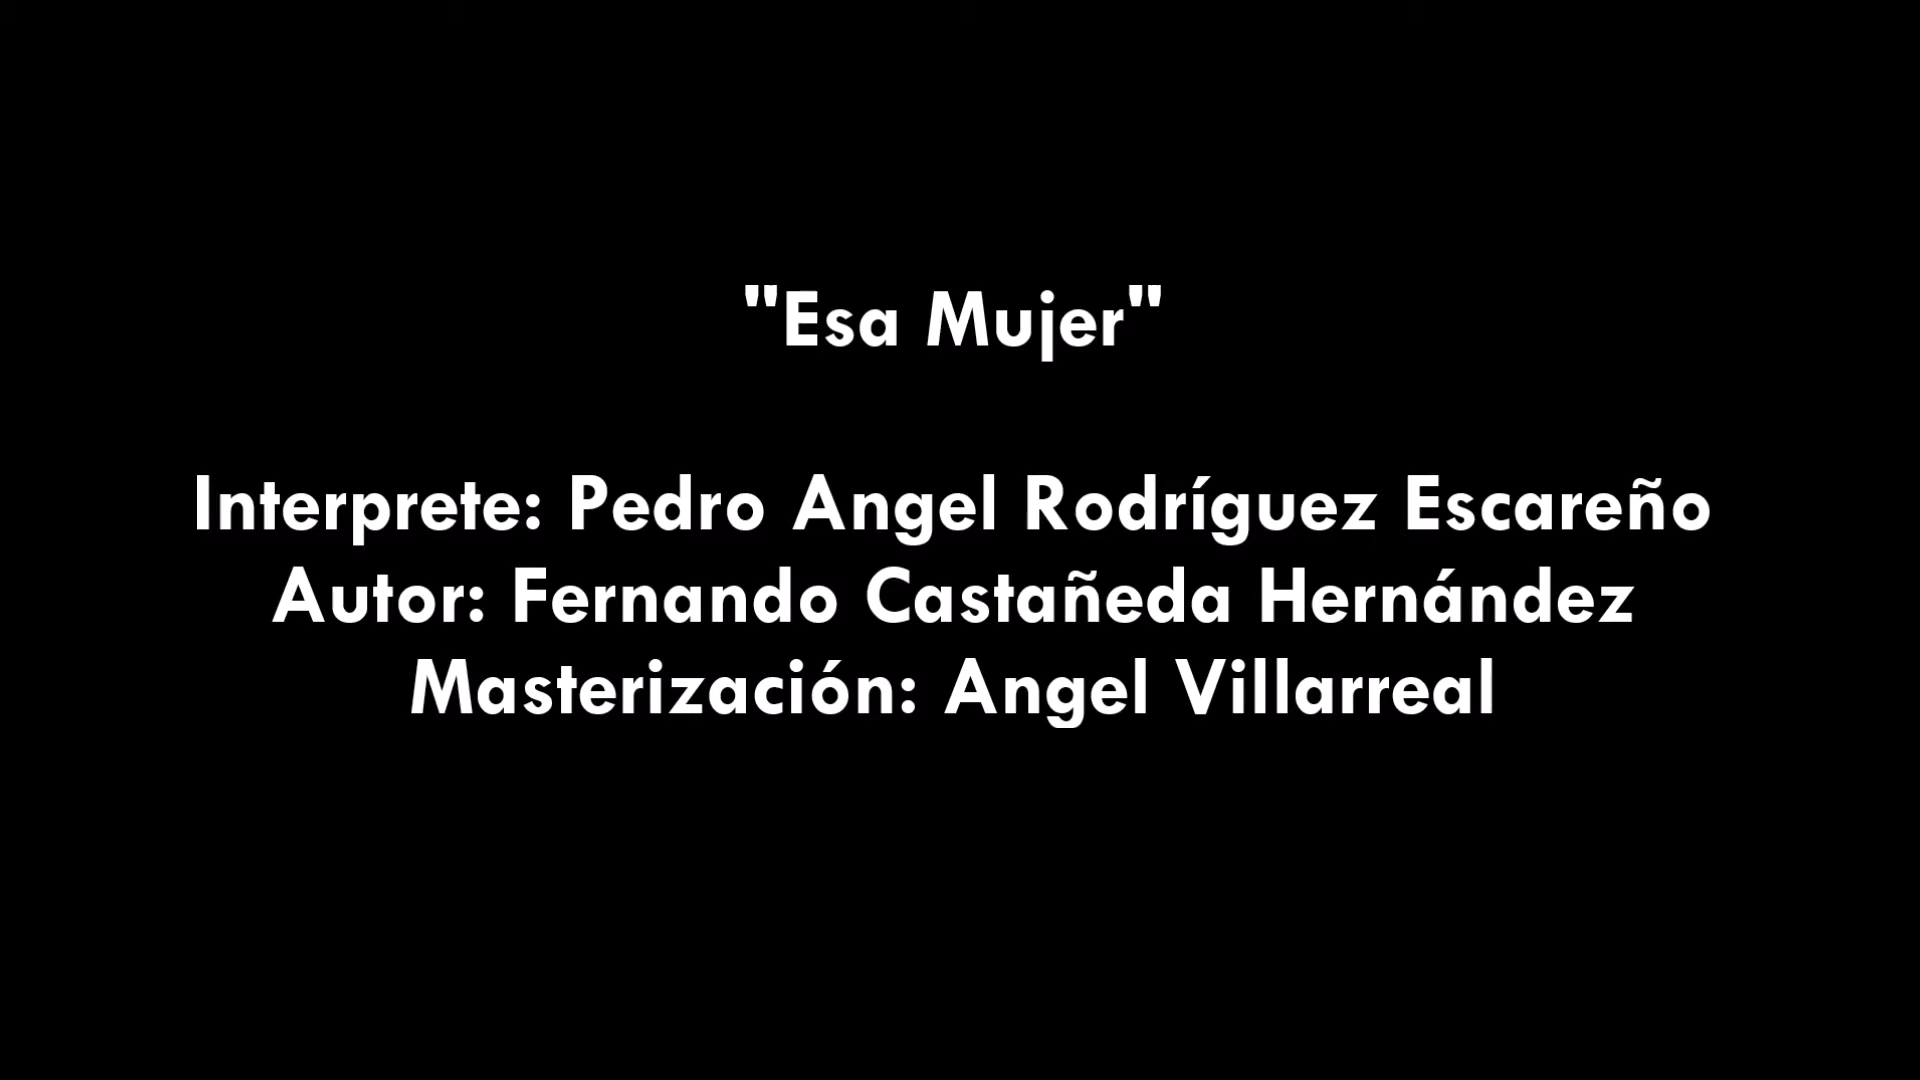 "Esa Mujer"
Interprete: Pedro Angel Rodríguez Escareño
Autor: Fernando Castañeda Hernández
Masterización: Angel Villarreal